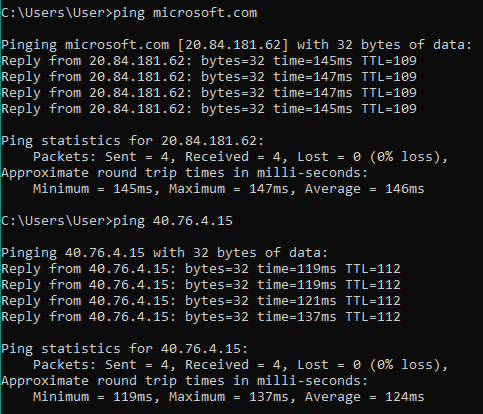 C:\Users\User>ping microsoft.com
Pinging microsoft.com [20.84.181.62] with 32 bytes of data:
Reply from 20.84.181.62: bytes=32 time=145ms TTL=109
Reply from 20.84.181.62: bytes=32 time=147ms TTL=109
Reply from 20.84.181.62: bytes=32 time=147ms TTL=109
Reply from 20.84.181.62: bytes=32 time=145ms TTL=109
Ping statistics for 20.84.181.62:
    Packets: Sent = 4, Received = 4, Lost = 0 (0% loss),
Approximate round trip times in milli-seconds:
    Minimum = 145ms, Maximum = 147ms, Average = 146ms
C:\Users\User>ping 40.76.4.15
Pinging 40.76.4.15 with 32 bytes of data:
Reply from 40.76.4.15: bytes=32 time=119ms TTL=112
Reply from 40.76.4.15: bytes=32 time=119ms TTL=112
Reply from 40.76.4.15: bytes=32 time=121ms TTL=112
Reply from 40.76.4.15: bytes=32 time=137ms TTL=112
Ping statistics for 40.76.4.15:
    Packets: Sent = 4, Received = 4, Lost = 0 (0% loss),
Approximate round trip times in milli-seconds:
    Minimum = 119ms, Maximum = 137ms, Average = 124ms